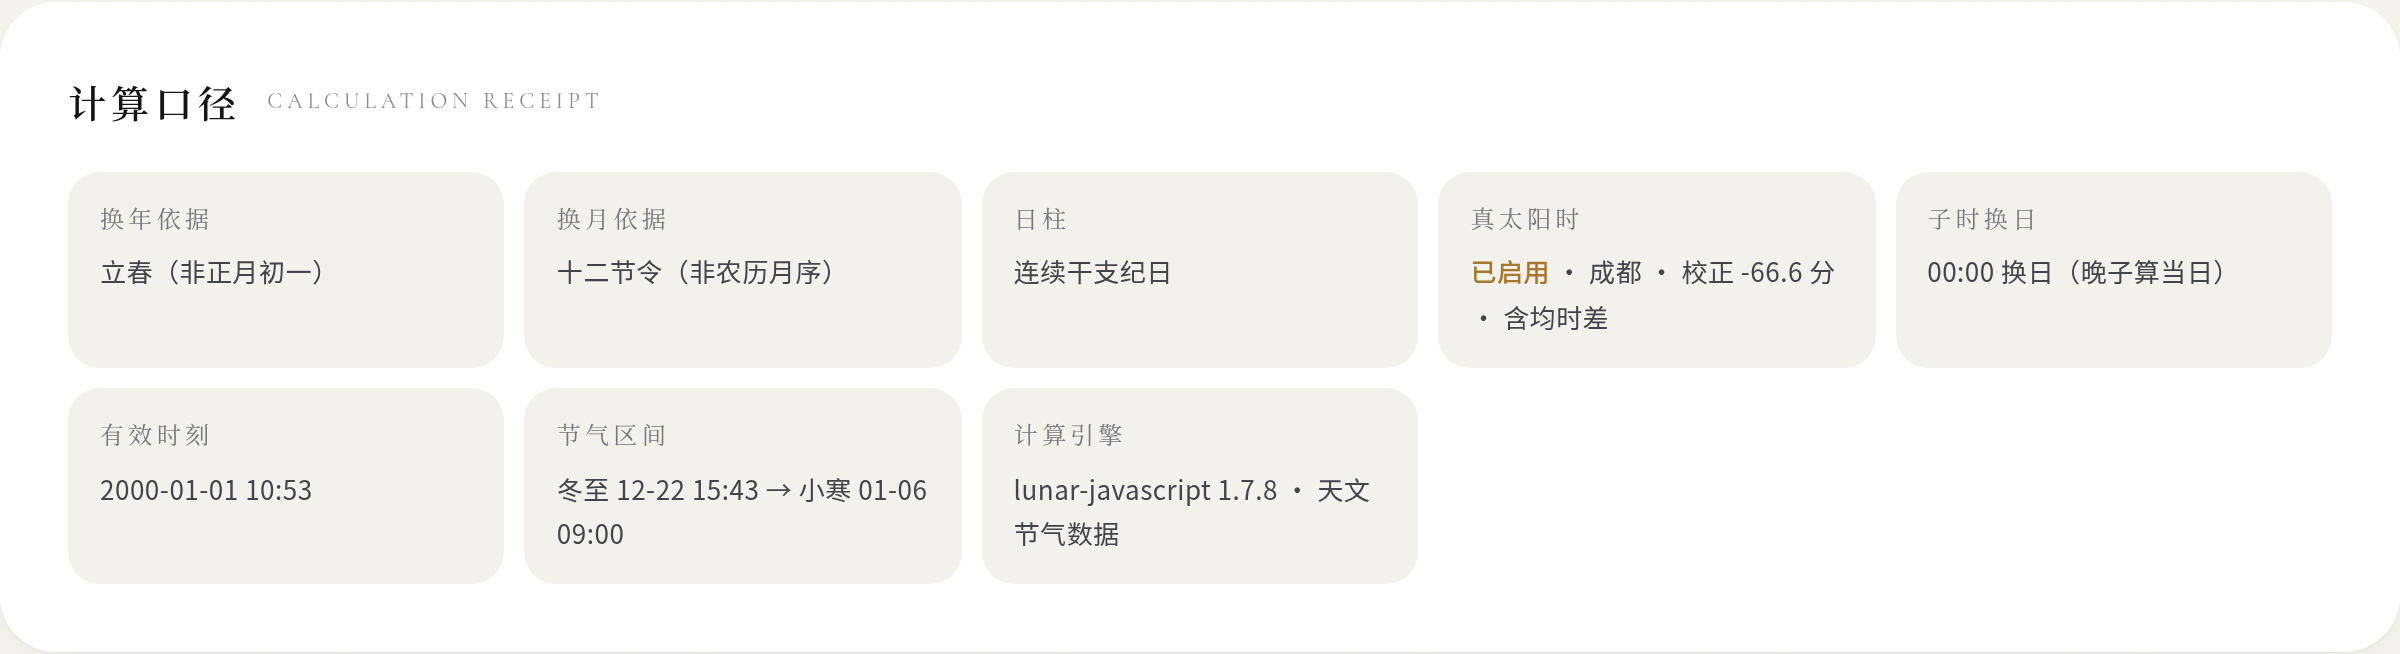 计算口径 CALCULATION RECEIPT
换年依据
立春（非正月初一）
换月依据
十二节令（非农历月序）
日柱
连续干支纪日
真太阳时
已启用 · 成都 · 校正 -66.6 分
· 含均时差
子时换日
00:00 换日（晚子算当日）
有效时刻
2000-01-01 10:53
节气区间
冬至 12-22 15:43 → 小寒 01-06
09:00
计算引擎
lunar-javascript 1.7.8 · 天文
节气数据